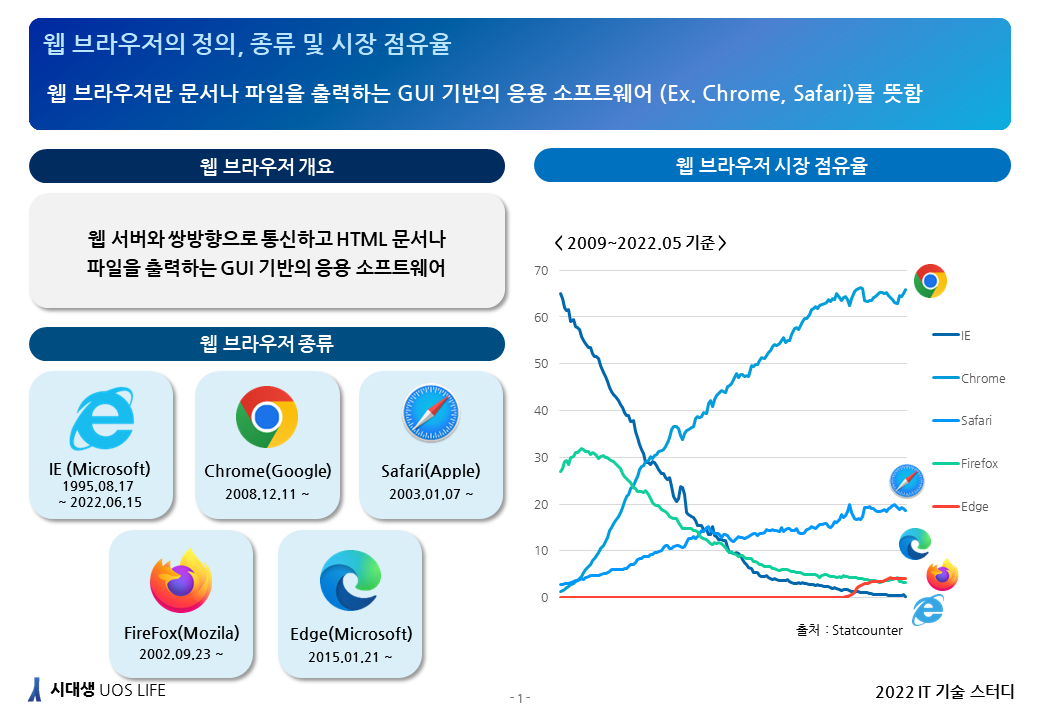 웹 브라우저의 정의, 종류 및 시장 점유율
웹 브라우저란 문서나 파일을 출력하는 GUI 기반의 응용 소프트웨어 (Ex. Chrome, Safari)를 뜻함
웹 브라우저 개요
웹 서버와 쌍방향으로 통신하고 HTML 문서나
파일을 출력하는 GUI 기반의 응용 소프트웨어
웹 브라우저 종류
IE (Microsoft)
1995.08.17
~ 2022.06.15
Chrome(Google)
2008.12.11 ~
Safari(Apple)
2003.01.07 ~
FireFox(Mozila)
2002.09.23 ~
Edge(Microsoft)
2015.01.21 ~
웹 브라우저 시장 점유율
< 2009~2022.05 기준 >
70
60
50
40
30
20
10
0
IE
Chrome
Safari
Firefox
Edge
출처 : Statcounter
시대생 UOS LIFE
- 1 -
2022 IT 기술 스터디